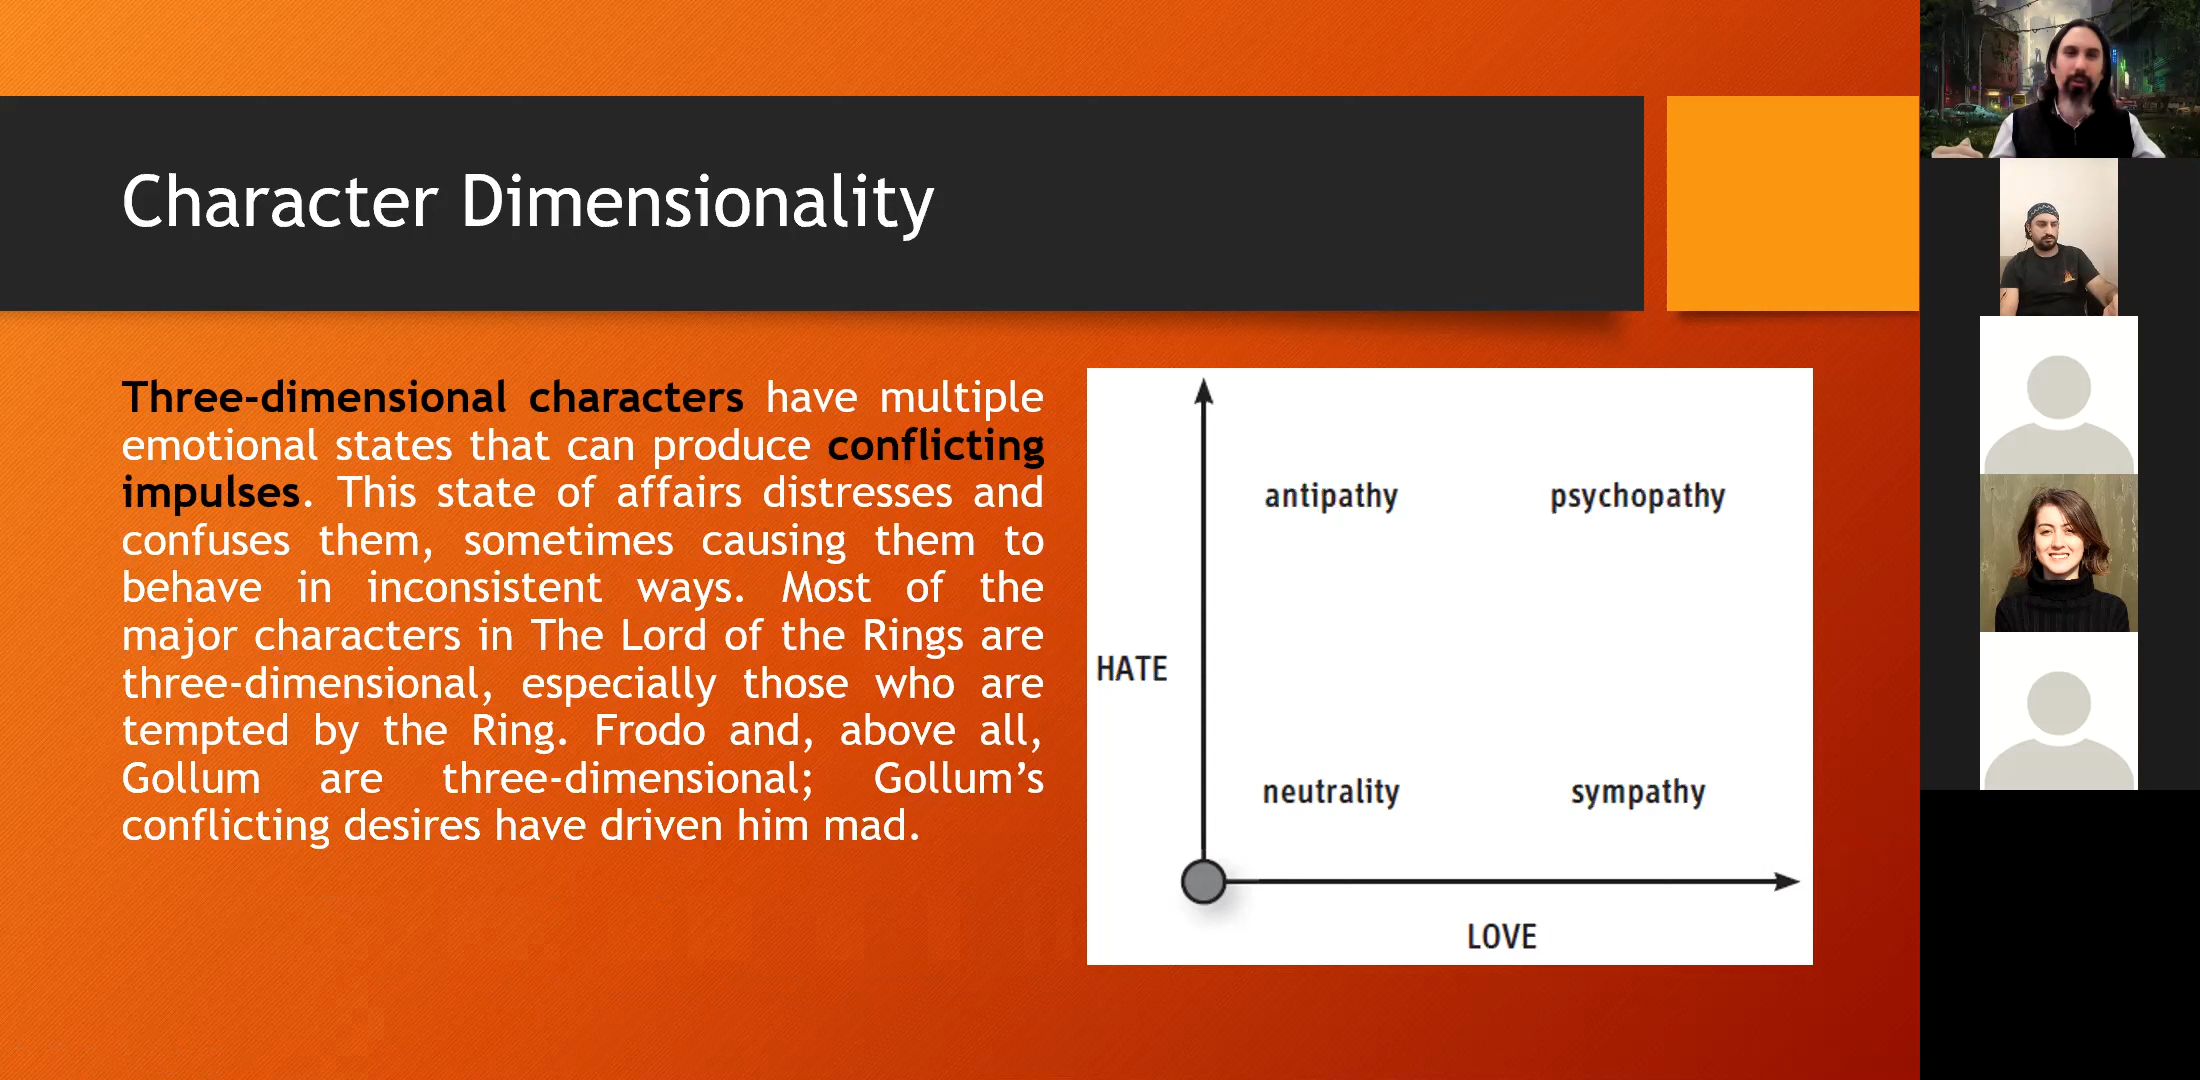 Character Dimensionality
Three-dimensional characters have multiple
emotional states that can produce conflicting
impulses. This state of affairs distresses and
confuses them, sometimes causing them to
behave in inconsistent ways. Most of the
major characters in The Lord of the Rings are
three-dimensional, especially those who are
tempted by the Ring. Frodo and, above all,
Gollum are three-dimensional; Gollum’s
conflicting desires have driven him mad.
antipathy psychopathy
HATE
neutrality sympathy
LOVE